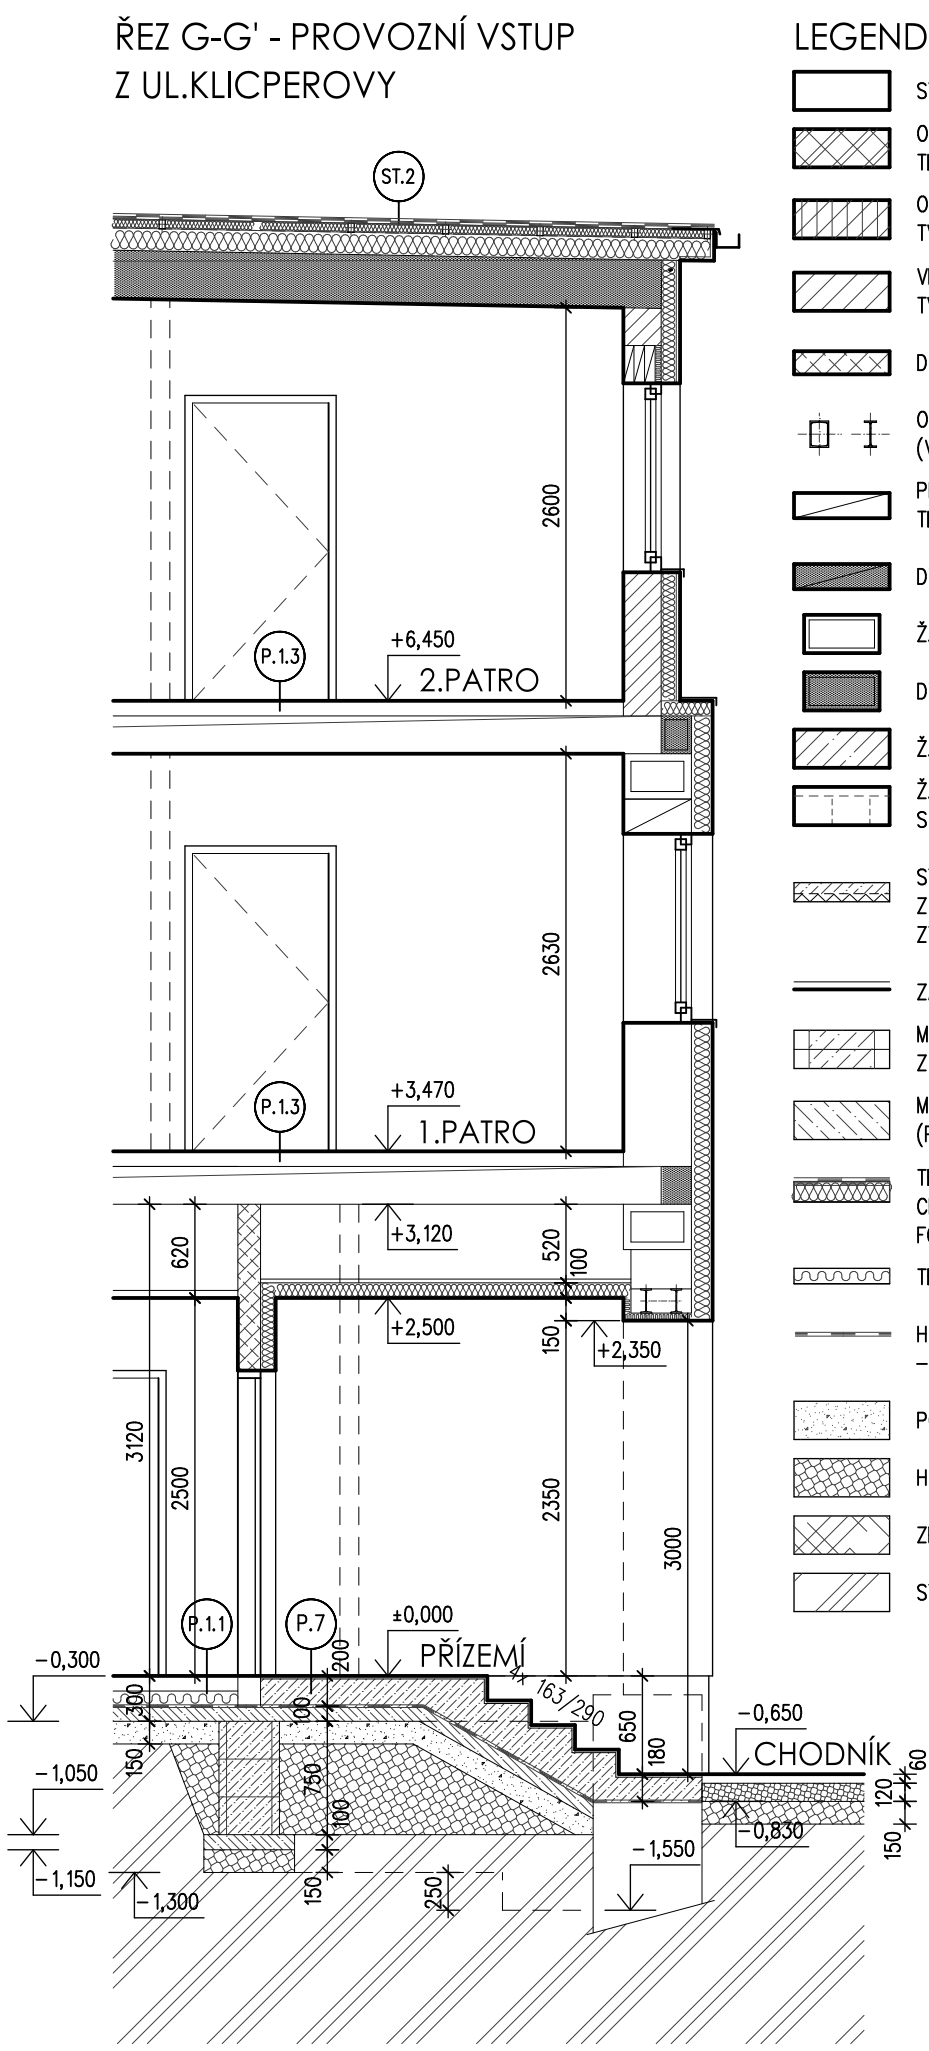 ŘEZ G-G' - PROVOZNÍ VSTUP
Z UL.KLICPEROVY
LEGEND
ST.2
2600
P.1.3
+6,450
2.PATRO
2630
P.1.3
+3,470
1.PATRO
620
+3,120
520
100
+2,500
150
+2,350
3120
2500
2350
3000
P.1.1
P.7
±0,000
PŘÍZEMÍ
200
-0,300
300
100
4x 163/290
650
180
-0,650
CHODNÍK
60
120
150
-1,050
750
100
-0,830
150
-1,150
-1,300
150
250
-1,550
O
(V
D
Ž.
D
Ž.
Ž.
S
Z
Z.
M
Z
M
H
-
H